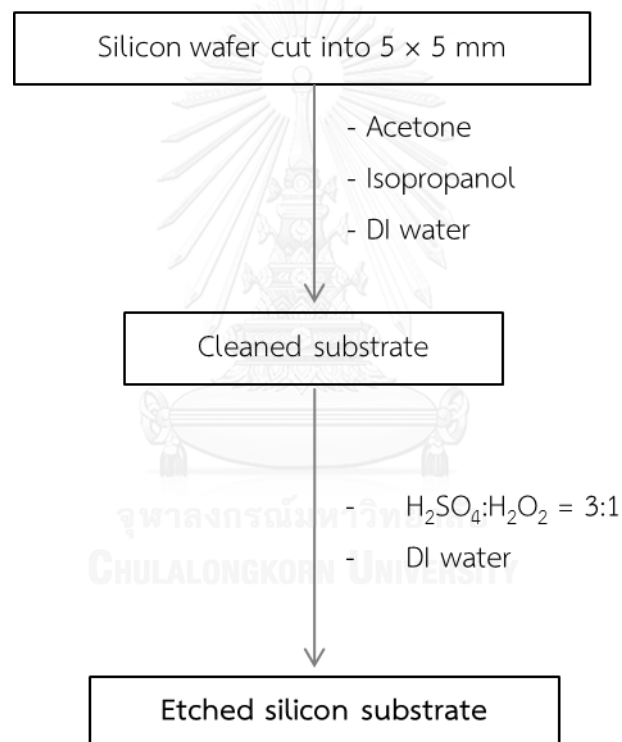 Silicon wafer cut into 5 × 5 mm
- Acetone
- Isopropanol
- DI water
Cleaned substrate
- H₂SO₄:H₂O₂ = 3:1
จุฬาลงกรณ์มหาวิทยาลัย
- DI water
CHULALONGKORN UNIVERSITY
Etched silicon substrate